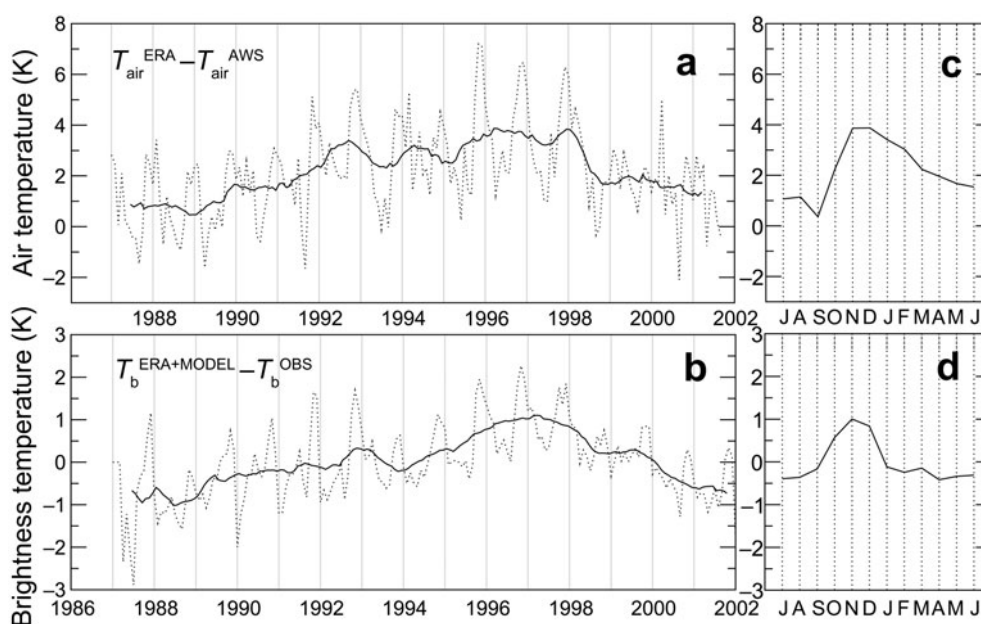 Air temperature (K)
8
6
4
2
0
–2
T_air^ERA – T_air^AWS
a
1988 1990 1992 1994 1996 1998 2000 2002
c
8
6
4
2
0
–2
J A S O N D J F M A M J
Brightness temperature (K)
3
2
1
0
–1
–2
–3
T_b^ERA+MODEL – T_b^OBS
b
1986 1988 1990 1992 1994 1996 1998 2000 2002
d
3
2
1
0
–1
–2
–3
J A S O N D J F M A M J